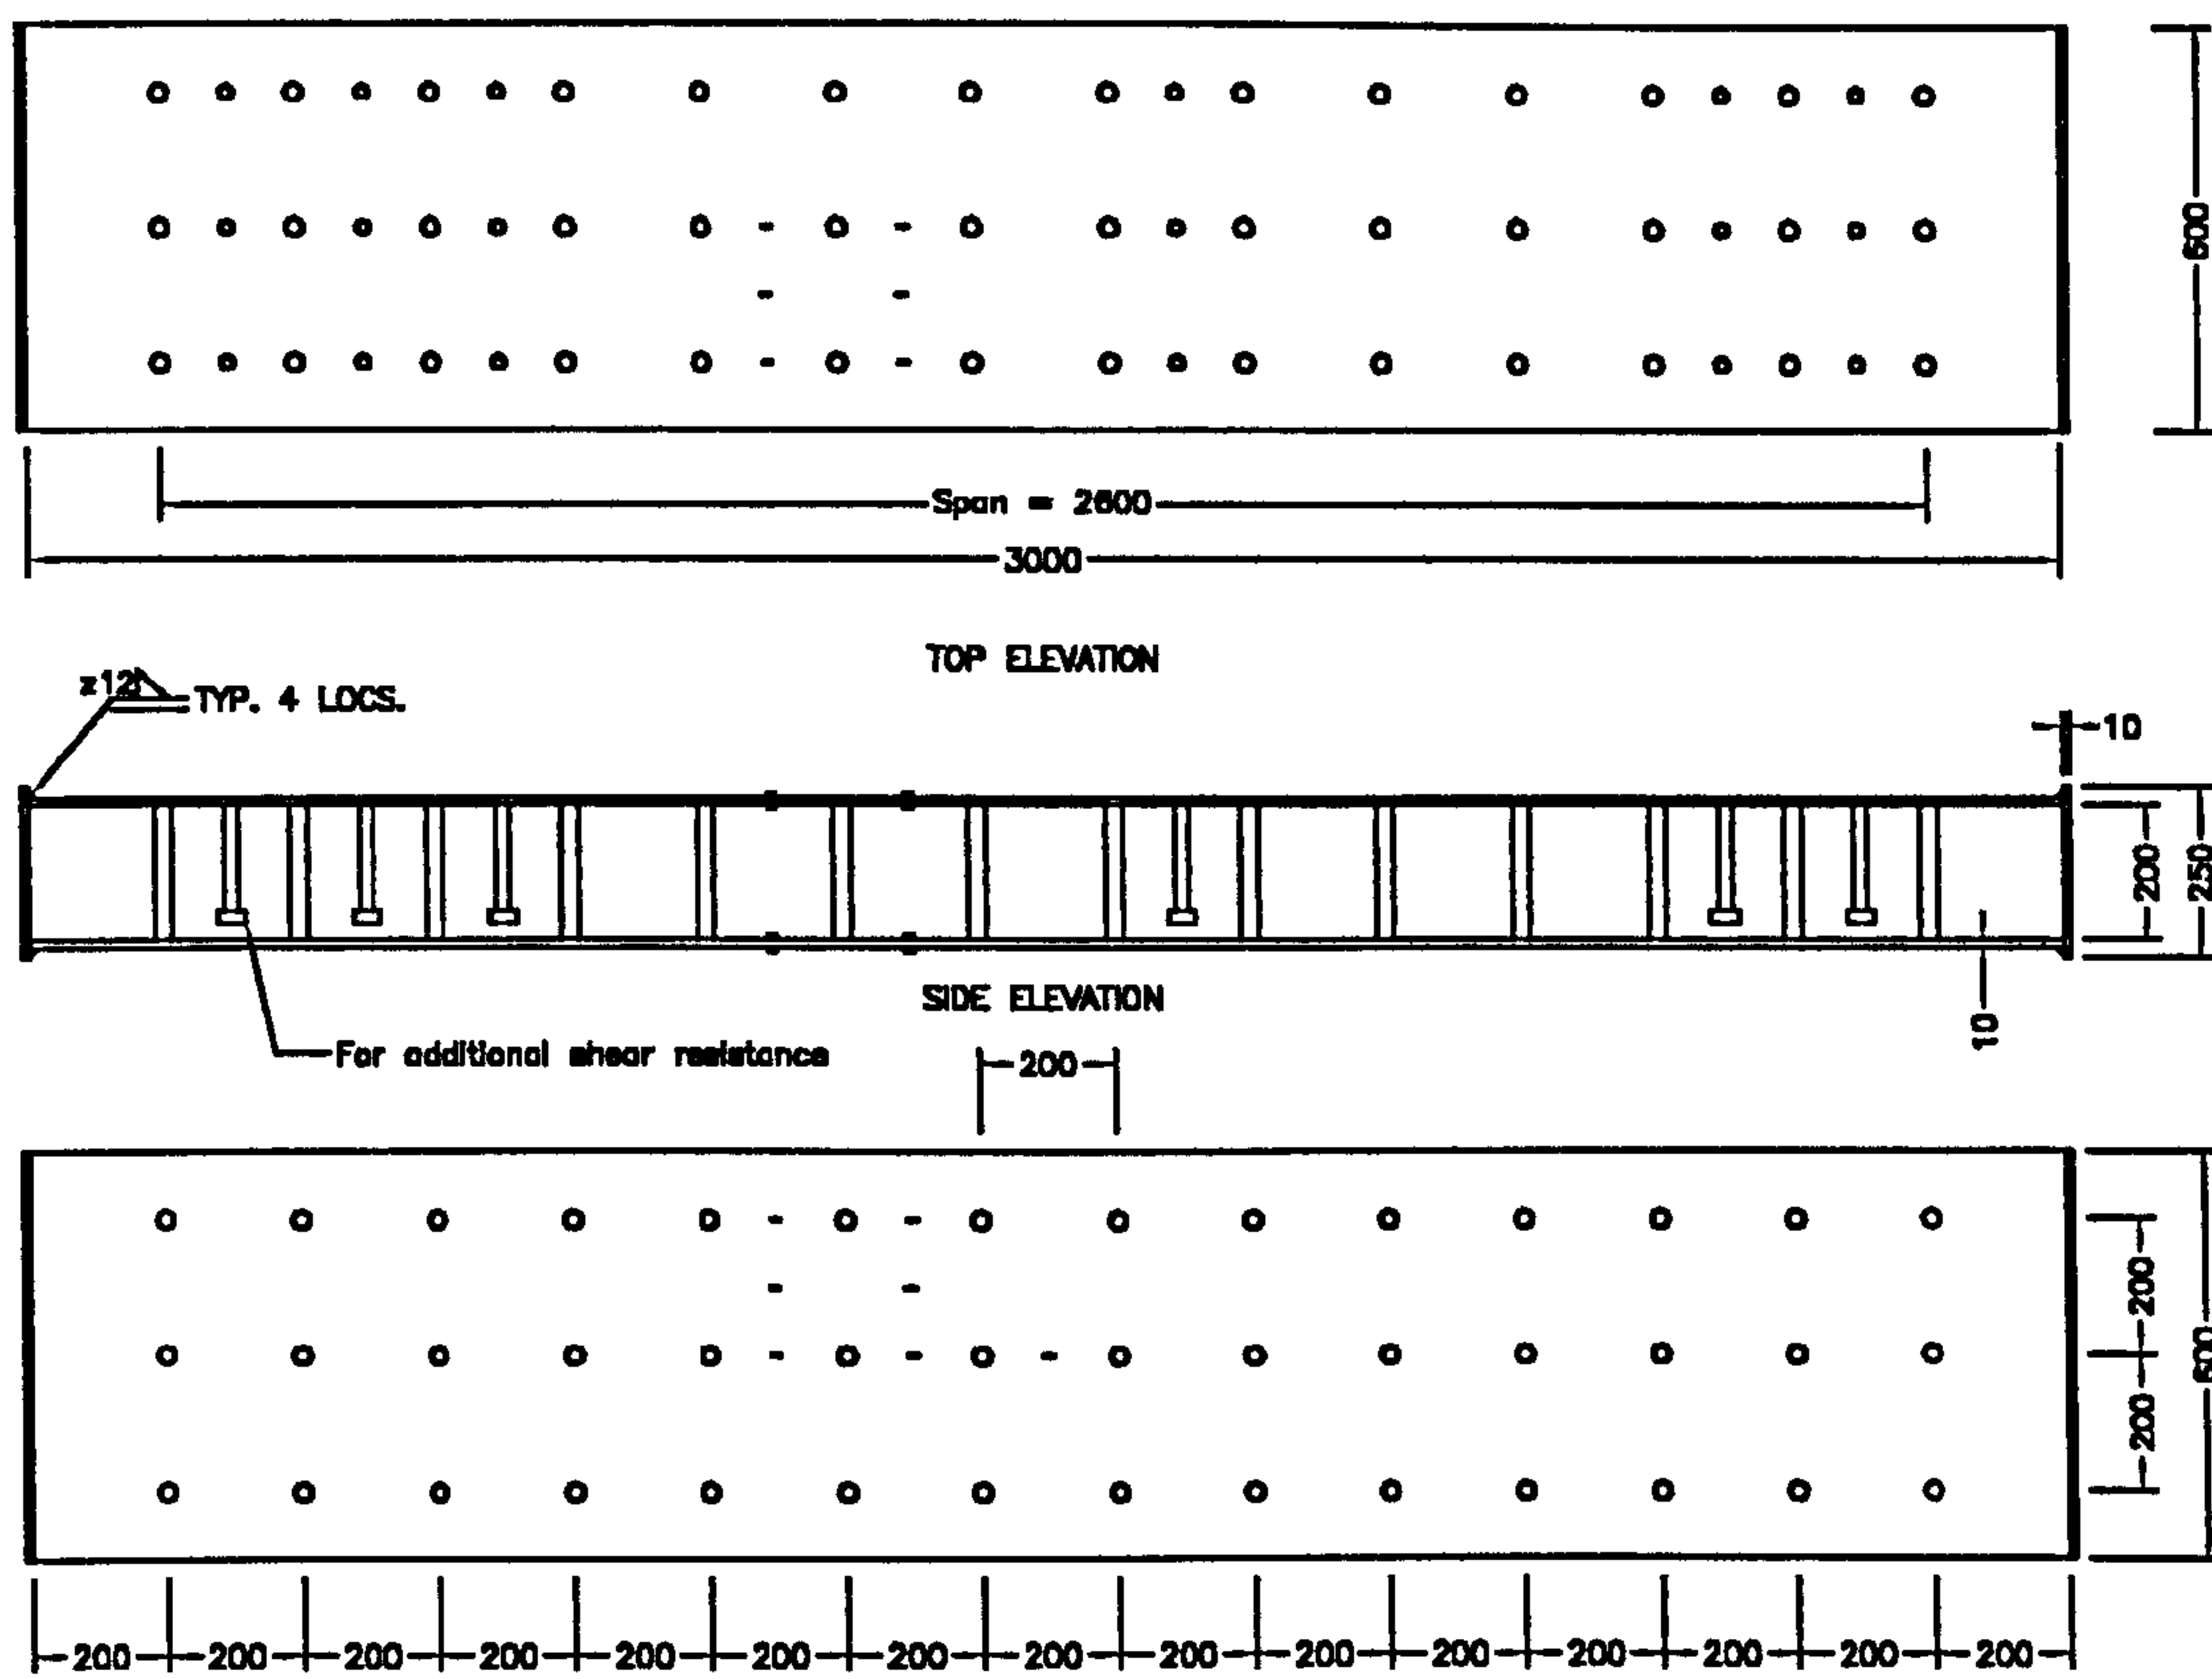 600
Span = 2600
3000
TOP ELEVATION
z12
TYP. 4 LOCS.
10
200
250
SIDE ELEVATION
10
For additional shear resistance
200
200
200
600
200 200 200 200 200 200 200 200 200 200 200 200 200 200 200